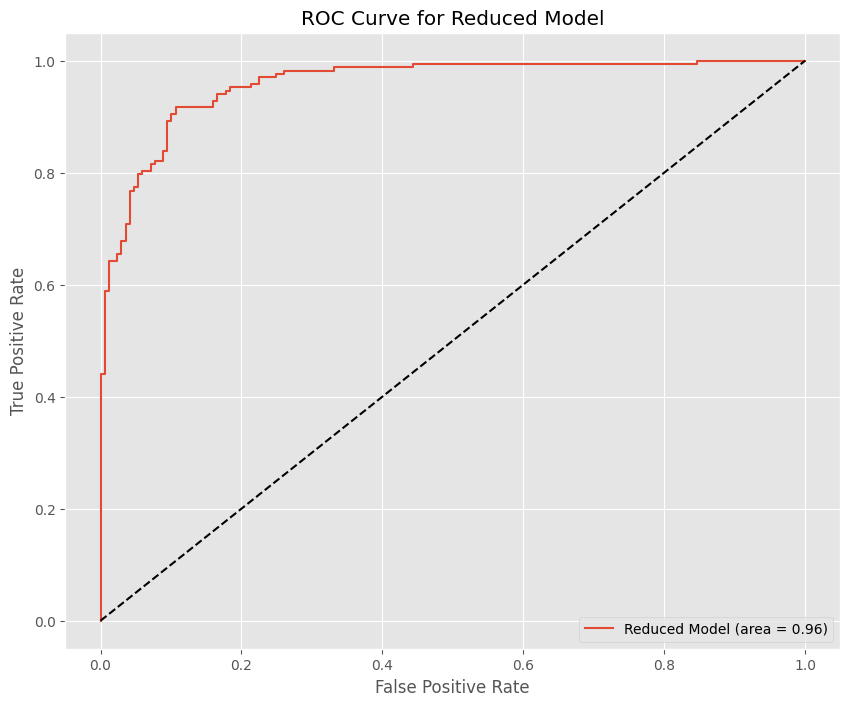 ROC Curve for Reduced Model
True Positive Rate
1.0
0.8
0.6
0.4
0.2
0.0
0.0 0.2 0.4 0.6 0.8 1.0
False Positive Rate
Reduced Model (area = 0.96)